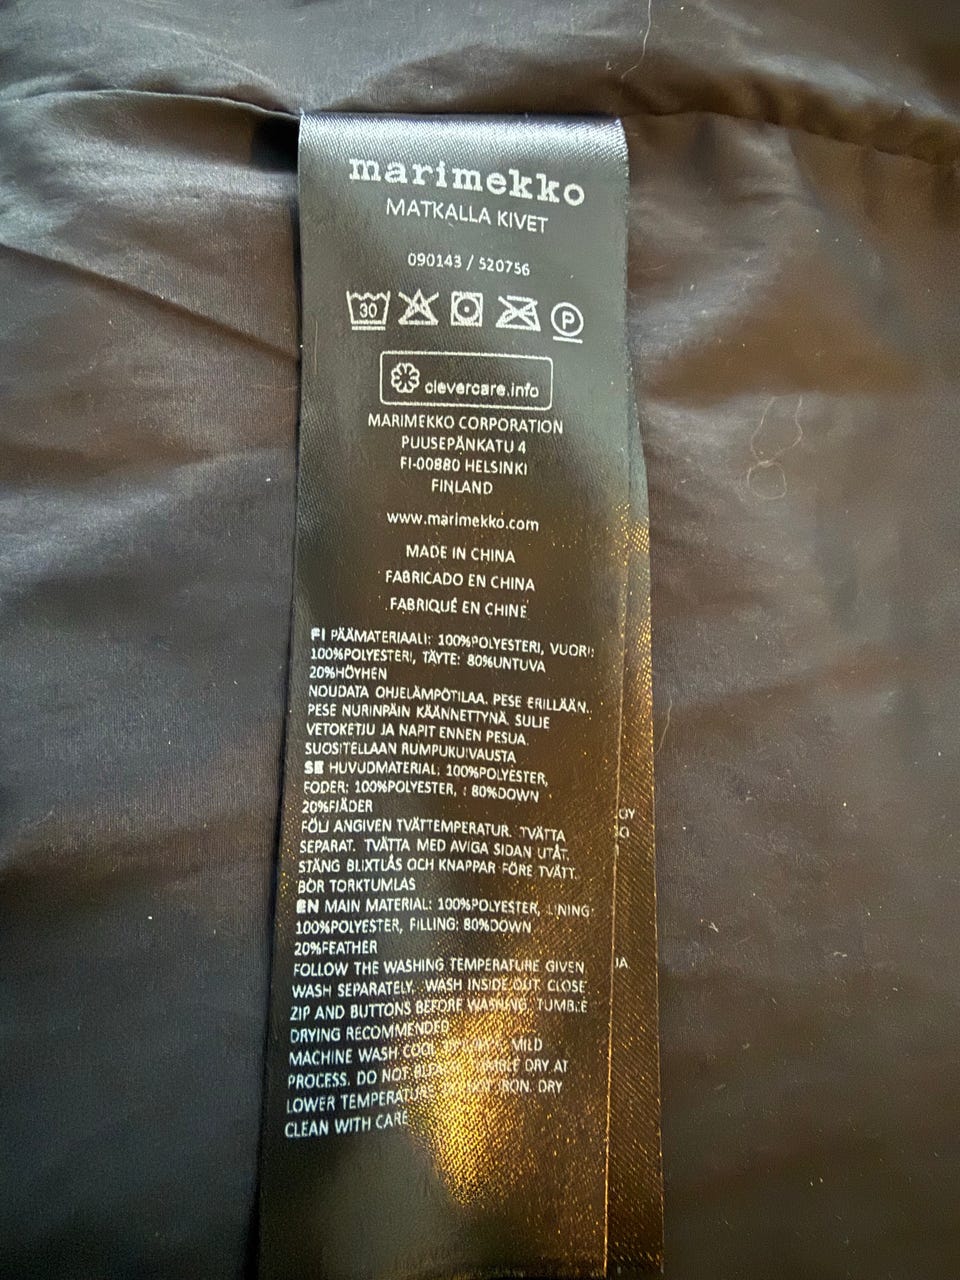 marimekko
MATKALLA KIVET
090143 / 520756
30
P
clevercare.info
MARIMEKKO CORPORATION
PUUSEPÄNKATU 4
FI-00880 HELSINKI
FINLAND
www.marimekko.com
MADE IN CHINA
FABRICADO EN CHINA
FABRIQUÉ EN CHINE
FI PÄÄMATERIAALI: 100%POLYESTERI, VUORI:
100%POLYESTERI, TÄYTE: 80%UNTUVA
20%HÖYHEN
NOUDATA OHJELÄMPÖTILAA. PESE ERILLÄÄN.
PESE NURINPÄIN KÄÄNNETTYNÄ. SULJE
VETOKETJU JA NAPIT ENNEN PESUA.
SUOSITELLAAN RUMPUKUIVAUSTA
SE HUVUDMATERIAL: 100%POLYESTER,
FODER: 100%POLYESTER, : 80%DOWN
20%FJÄDER
FÖLJ ANGIVEN TVÄTTEMPERATUR. TVÄTTA
SEPARAT. TVÄTTA MED AVIGA SIDAN UTÅT.
STÄNG BLIXTLÅS OCH KNAPPAR FÖRE TVÄTT.
BÖR TORKTUMLAS
EN MAIN MATERIAL: 100%POLYESTER, LINING:
100%POLYESTER, FILLING: 80%DOWN
20%FEATHER
FOLLOW THE WASHING TEMPERATURE GIVEN.
WASH SEPARATELY. WASH INSIDE OUT. CLOSE
ZIP AND BUTTONS BEFORE WASHING. TUMBLE
DRYING RECOMMENDED
MACHINE WASH COOL MILD
PROCESS. DO NOT TUMBLE DRY AT
LOWER TEMPERATURE IRON. DRY
CLEAN WITH CARE